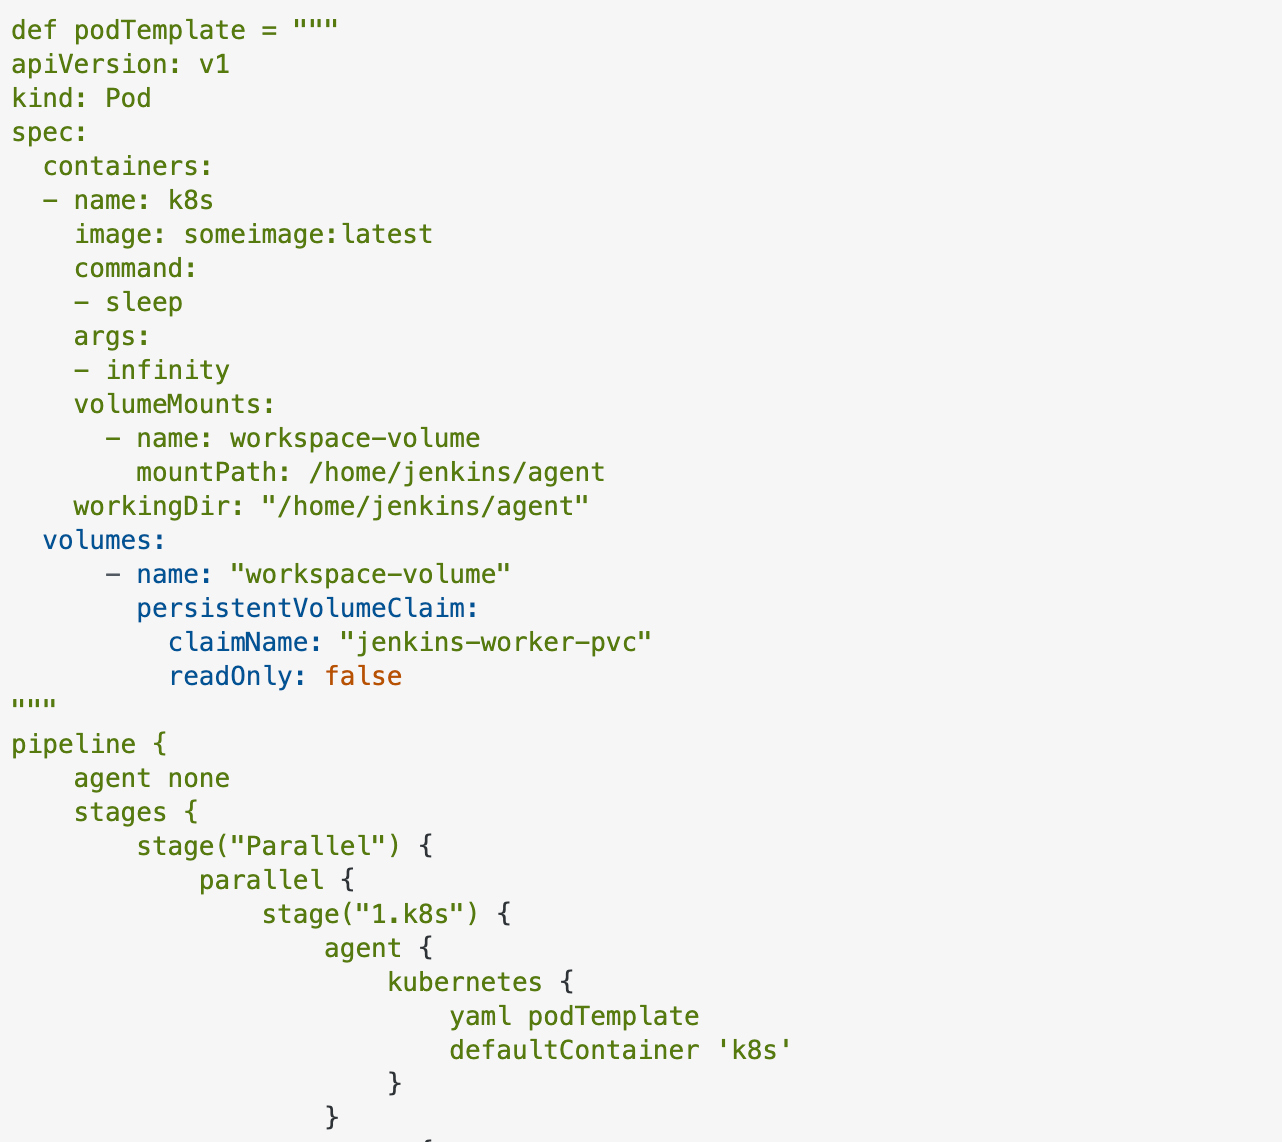 def podTemplate = """
apiVersion: v1
kind: Pod
spec:
  containers:
  - name: k8s
    image: someimage:latest
    command:
    - sleep
    args:
    - infinity
    volumeMounts:
      - name: workspace-volume
        mountPath: /home/jenkins/agent
    workingDir: "/home/jenkins/agent"
  volumes:
      - name: "workspace-volume"
        persistentVolumeClaim:
          claimName: "jenkins-worker-pvc"
          readOnly: false
"""
pipeline {
    agent none
    stages {
        stage("Parallel") {
            parallel {
                stage("1.k8s") {
                    agent {
                        kubernetes {
                            yaml podTemplate
                            defaultContainer 'k8s'
                        }
                    }